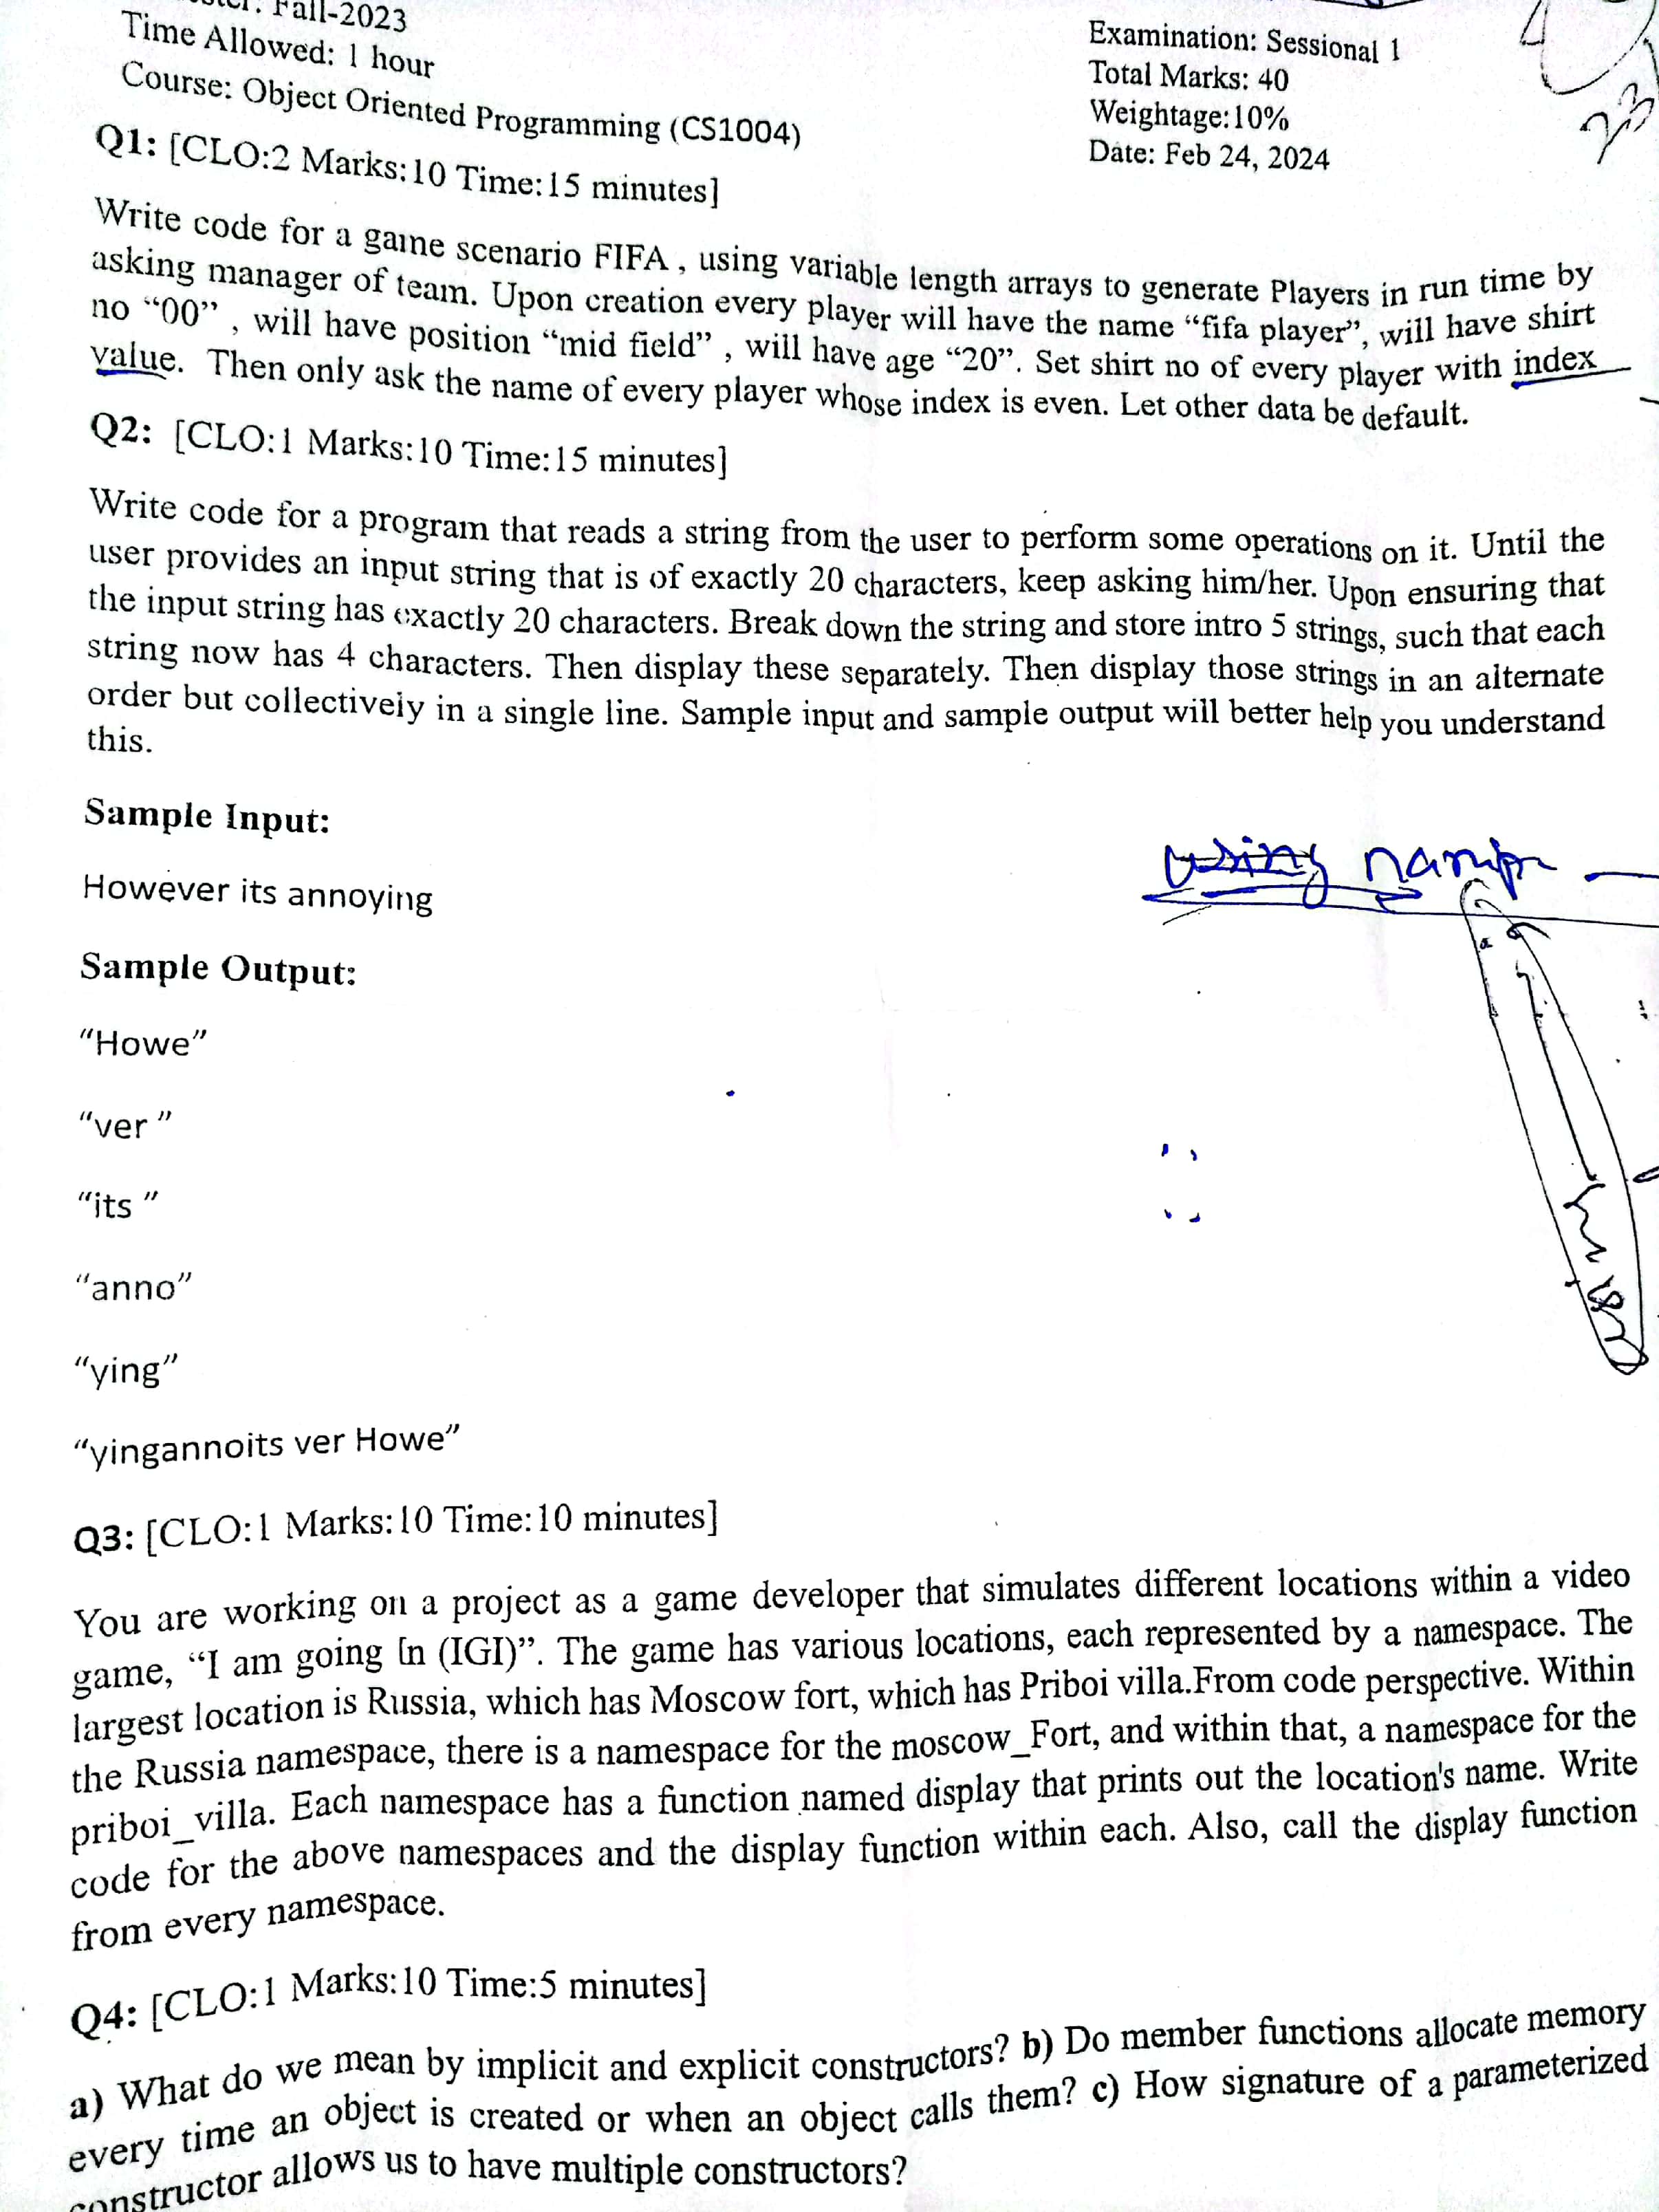 Fall-2023
Time Allowed: 1 hour
Course: Object Oriented Programming (CS1004)
Examination: Sessional 1
Total Marks: 40
Weightage:10%
Date: Feb 24, 2024
Q1: [CLO:2 Marks:10 Time:15 minutes]
Write code for a game scenario FIFA , using variable length arrays to generate Players in run time by
asking manager of team. Upon creation every player will have the name “fifa player”, will have shirt
no “00” , will have position “mid field” , will have age “20”. Set shirt no of every player with index
value. Then only ask the name of every player whose index is even. Let other data be default.
Q2: [CLO:1 Marks:10 Time:15 minutes]
Write code for a program that reads a string from the user to perform some operations on it. Until the
user provides an input string that is of exactly 20 characters, keep asking him/her. Upon ensuring that
the input string has exactly 20 characters. Break down the string and store intro 5 strings, such that each
string now has 4 characters. Then display these separately. Then display those strings in an alternate
order but collectively in a single line. Sample input and sample output will better help you understand
this.
Sample Input:
However its annoying
using
Sample Output:
“Howe”
“ver ”
“its ”
“anno”
“ying”
“yingannoits ver Howe”
Q3: [CLO:1 Marks:10 Time:10 minutes]
You are working on a project as a game developer that simulates different locations within a video
game, “I am going In (IGI)”. The game has various locations, each represented by a namespace. The
largest location is Russia, which has Moscow fort, which has Priboi villa.From code perspective. Within
the Russia namespace, there is a namespace for the moscow_Fort, and within that, a namespace for the
priboi_villa. Each namespace has a function named display that prints out the location's name. Write
code for the above namespaces and the display function within each. Also, call the display function
from every namespace.
Q4: [CLO:1 Marks:10 Time:5 minutes]
a) What do we mean by implicit and explicit constructors? b) Do member functions allocate memory
every time an object is created or when an object calls them? c) How signature of a parameterized
constructor allows us to have multiple constructors?